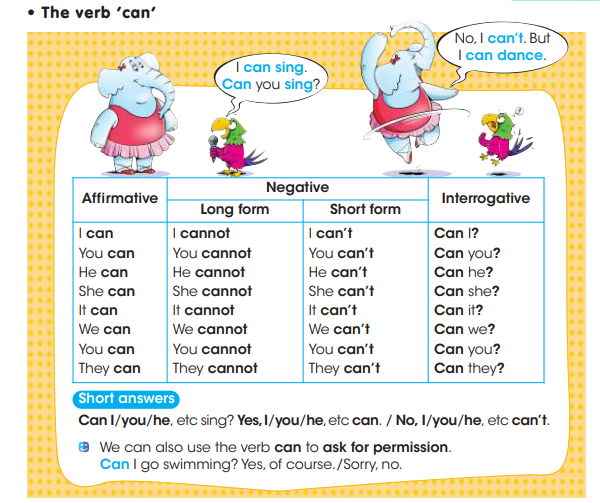 • The verb ‘can’
I can sing.
Can you sing?
No, I can't. But
I can dance.
Affirmative
Negative
Long form
Short form
Interrogative
I can I cannot I can't Can I?
You can You cannot You can't Can you?
He can He cannot He can't Can he?
She can She cannot She can't Can she?
It can It cannot It can't Can it?
We can We cannot We can't Can we?
You can You cannot You can't Can you?
They can They cannot They can't Can they?
Short answers
Can I/you/he, etc sing? Yes, I/you/he, etc can. / No, I/you/he, etc can't.
We can also use the verb can to ask for permission.
Can I go swimming? Yes, of course./Sorry, no.